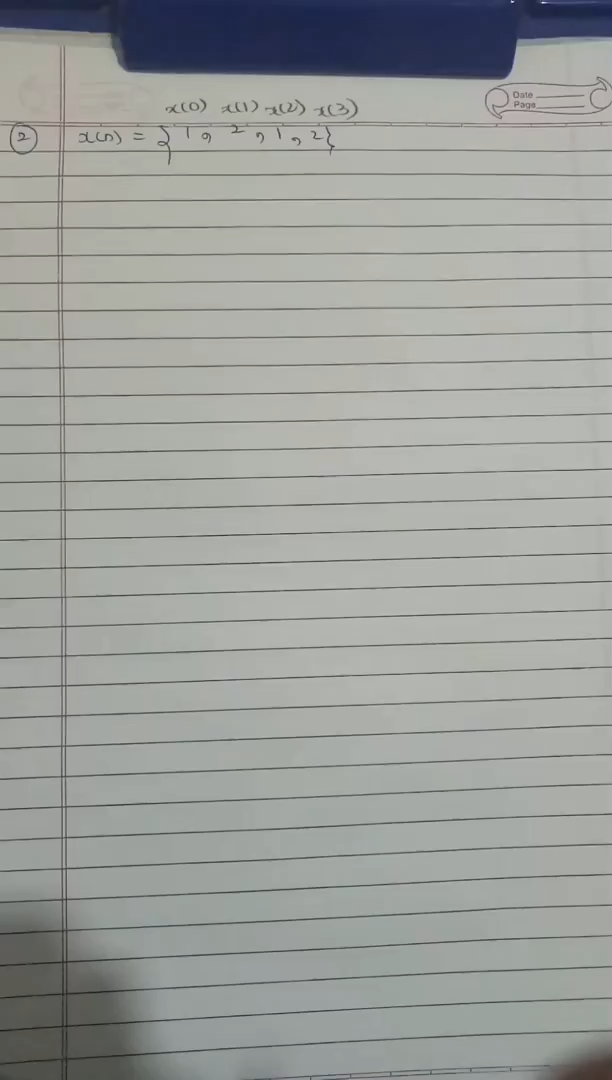 x(0) x(1) x(2) x(3)
Date
Page
② x(n) = {1, 2, 1, 2}